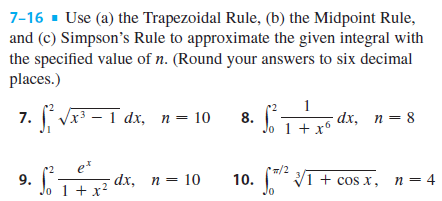 7–16 ▪ Use (a) the Trapezoidal Rule, (b) the Midpoint Rule,
and (c) Simpson's Rule to approximate the given integral with
the specified value of n. (Round your answers to six decimal
places.)
7. ∫₁² √(x³ − 1) dx, n = 10 8. ∫₀² 1/(1 + x⁶) dx, n = 8
9. ∫₀² eˣ/(1 + x²) dx, n = 10 10. ∫₀^(π/2) ∛(1 + cos x), n = 4